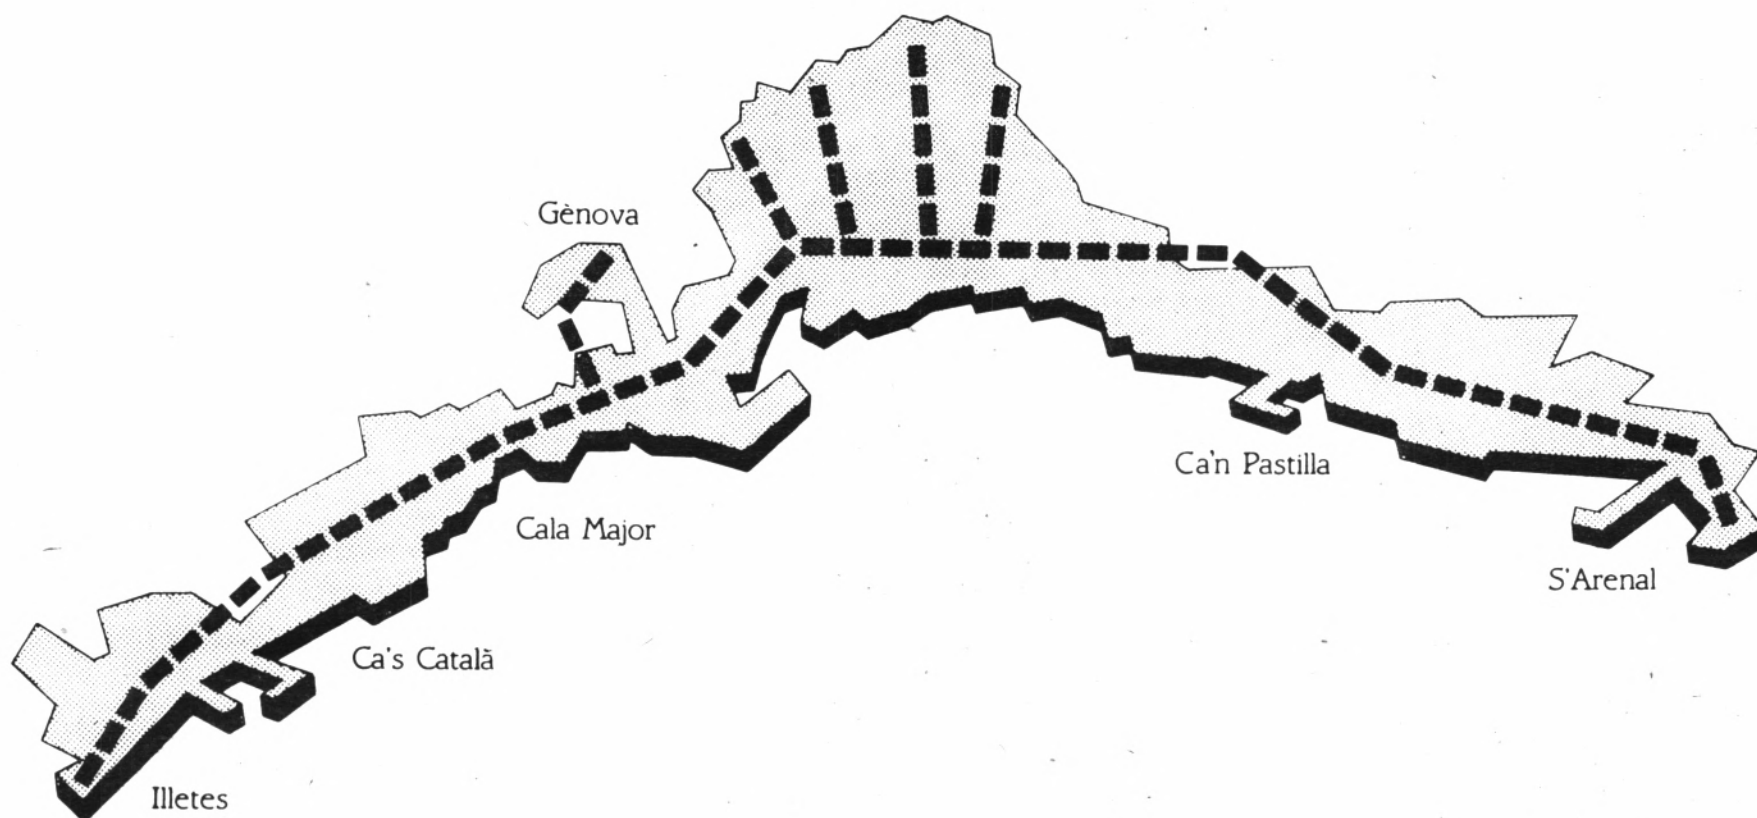 Gènova
Ca'n Pastilla
Cala Major
S'Arenal
Ca's Català
Illetes